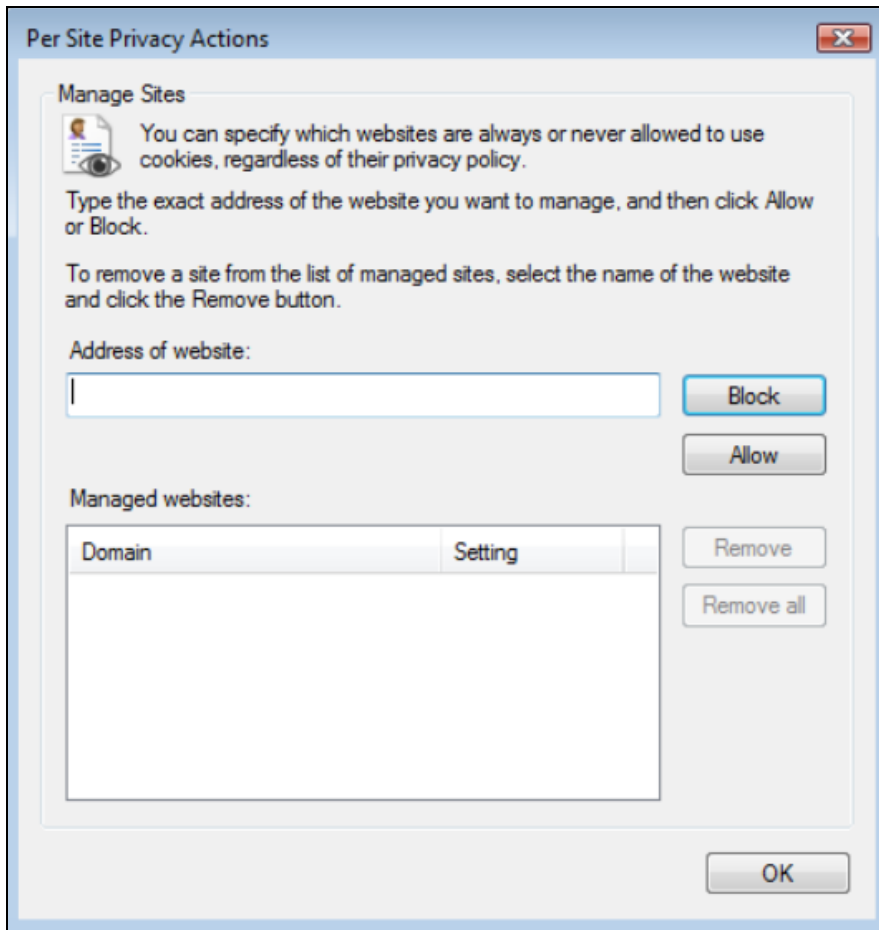 Per Site Privacy Actions
Manage Sites
You can specify which websites are always or never allowed to use
cookies, regardless of their privacy policy.
Type the exact address of the website you want to manage, and then click Allow
or Block.
To remove a site from the list of managed sites, select the name of the website
and click the Remove button.
Address of website:
Block
Allow
Managed websites:
Domain Setting
Remove
Remove all
OK